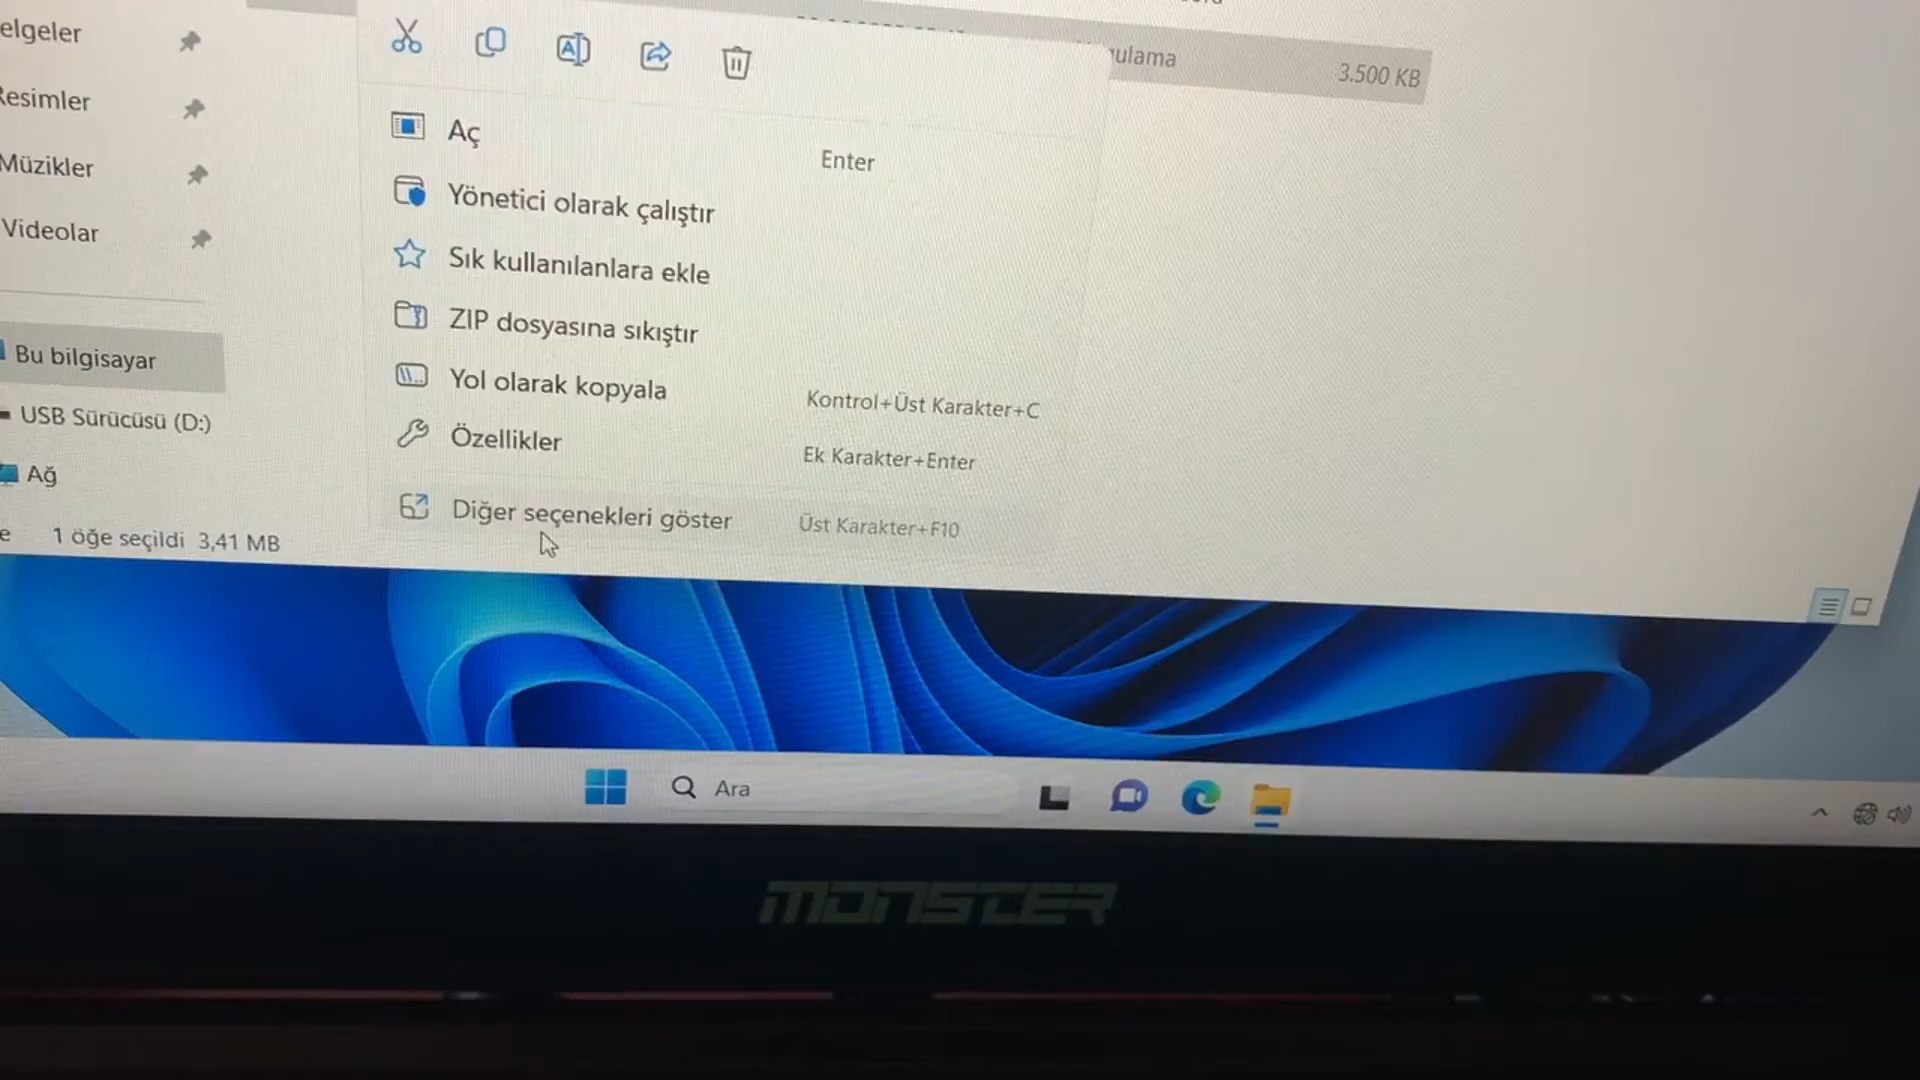 elgeler
Resimler
Müzikler
Videolar
Bu bilgisayar
USB Sürücüsü (D:)
Ağ
1 öğe seçildi 3,41 MB
ulama 3.500 KB
Aç Enter
Yönetici olarak çalıştır
Sık kullanılanlara ekle
ZIP dosyasına sıkıştır
Yol olarak kopyala Kontrol+Üst Karakter+C
Özellikler Ek Karakter+Enter
Diğer seçenekleri göster Üst Karakter+F10
Ara
MONSTER